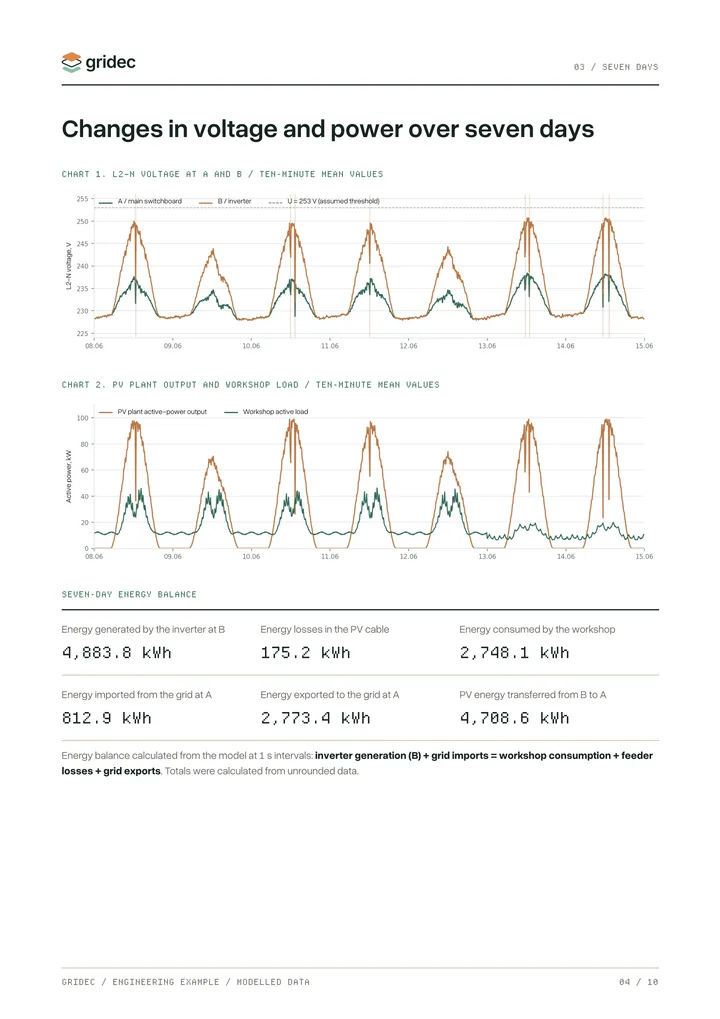 gridec
03 / SEVEN DAYS
Changes in voltage and power over seven days
CHART 1. L2–N VOLTAGE AT A AND B / TEN-MINUTE MEAN VALUES
A / main switchboard
B / inverter
U = 253 V (assumed threshold)
L2–N voltage, V
255
250
245
240
235
230
225
08.06
09.06
10.06
11.06
12.06
13.06
14.06
15.06
CHART 2. PV PLANT OUTPUT AND WORKSHOP LOAD / TEN-MINUTE MEAN VALUES
PV plant active-power output
Workshop active load
Active power, kW
100
80
60
40
20
0
08.06
09.06
10.06
11.06
12.06
13.06
14.06
15.06
SEVEN-DAY ENERGY BALANCE
Energy generated by the inverter at B
4,883.8 kWh
Energy losses in the PV cable
175.2 kWh
Energy consumed by the workshop
2,748.1 kWh
Energy imported from the grid at A
812.9 kWh
Energy exported to the grid at A
2,773.4 kWh
PV energy transferred from B to A
4,708.6 kWh
Energy balance calculated from the model at 1 s intervals: inverter generation (B) + grid imports = workshop consumption + feeder
losses + grid exports. Totals were calculated from unrounded data.
GRIDEC / ENGINEERING EXAMPLE / MODELLED DATA
04 / 10